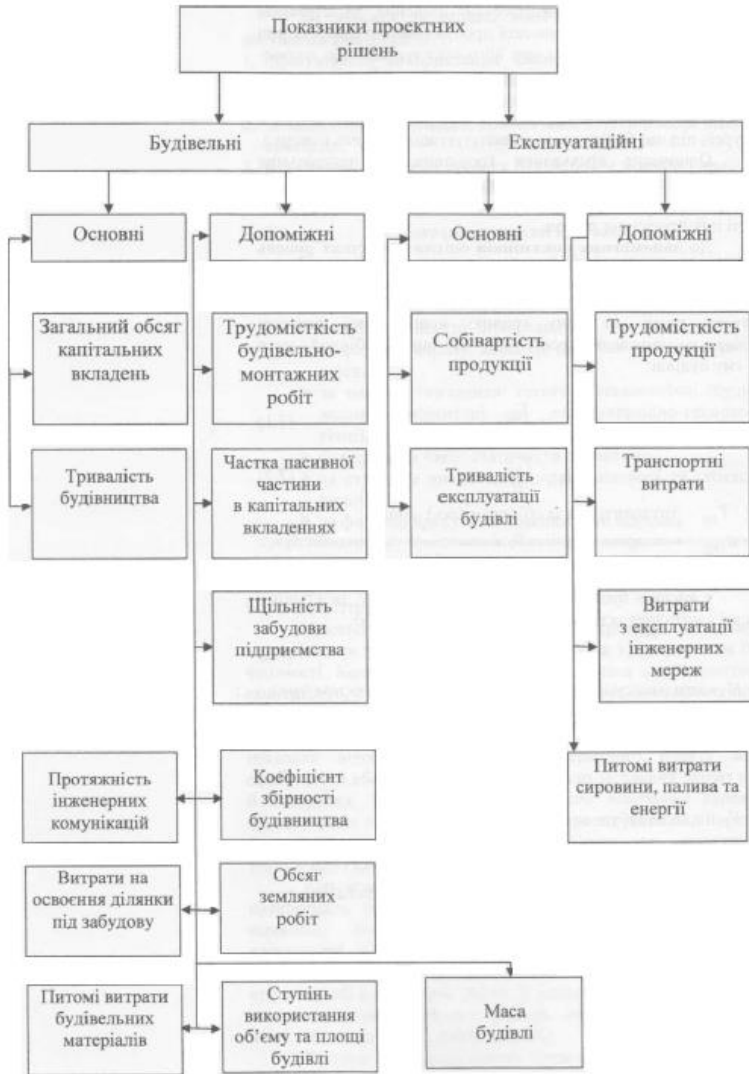 Показники проектних
рішень
Будівельні
Експлуатаційні
Основні
Допоміжні
Основні
Допоміжні
Загальний обсяг
капітальних
вкладень
Трудомісткість
будівельно-
монтажних
робіт
Собівартість
продукції
Трудомісткість
продукції
Тривалість
будівництва
Частка пасивної
частини
в капітальних
вкладеннях
Тривалість
експлуатації
будівлі
Транспортні
витрати
Щільність
забудови
підприємства
Витрати
з експлуатації
інженерних
мереж
Протяжність
інженерних
комунікацій
Коефіцієнт
збірності
будівництва
Питомі витрати
сировини, палива та
енергії
Витрати на
освоєння ділянки
під забудову
Обсяг
земляних
робіт
Питомі витрати
будівельних
матеріалів
Ступінь
використання
об’єму та площі
будівлі
Маса
будівлі